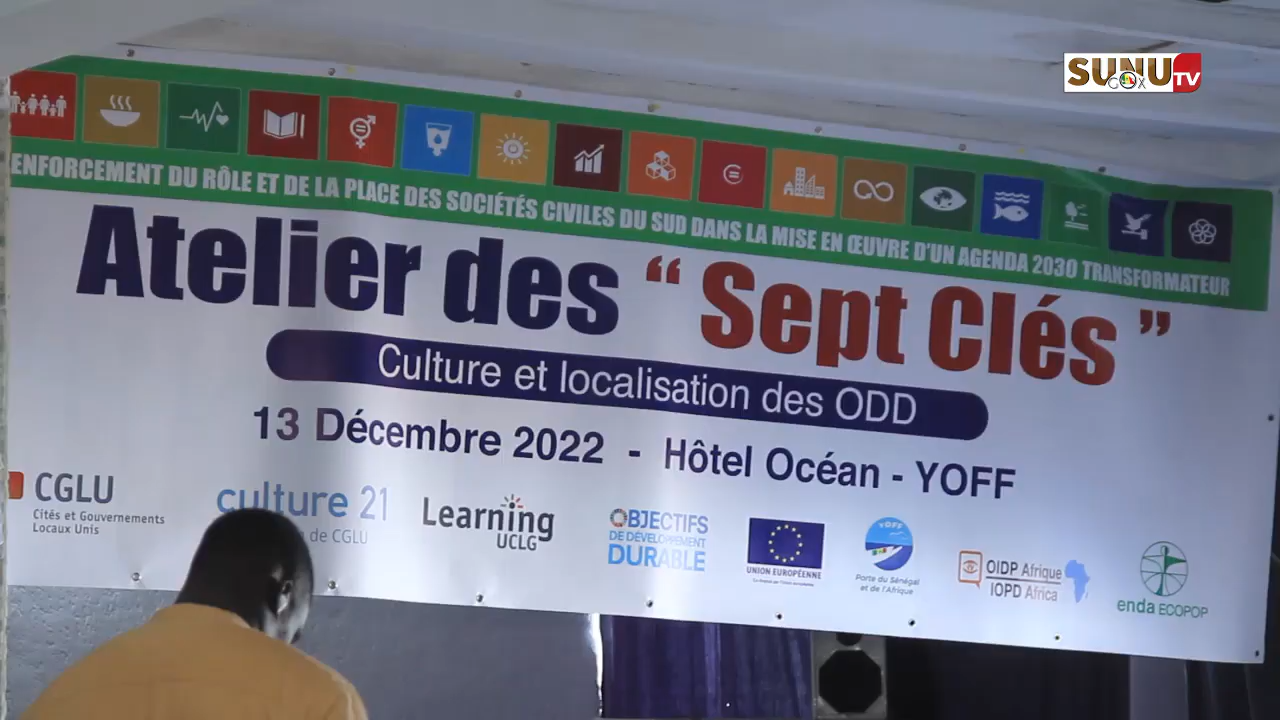 SUNU TV
GOX
ENFORCEMENT DU RÔLE ET DE LA PLACE DES SOCIÉTÉS CIVILES DU SUD DANS LA MISE EN ŒUVRE D'UN AGENDA 2030 TRANSFORMATEUR
Atelier des “ Sept Clés ”
Culture et localisation des ODD
13 Décembre 2022 - Hôtel Océan - YOFF
CGLU
Cités et Gouvernements
Locaux Unis
culture 21
de CGLU
Learning
UCLG
OBJECTIFS
DE DÉVELOPPEMENT
DURABLE
UNION EUROPÉENNE
YOFF
Porte du Sénégal
et de l'Afrique
OIDP Afrique
IOPD Africa
enda ECOPOP